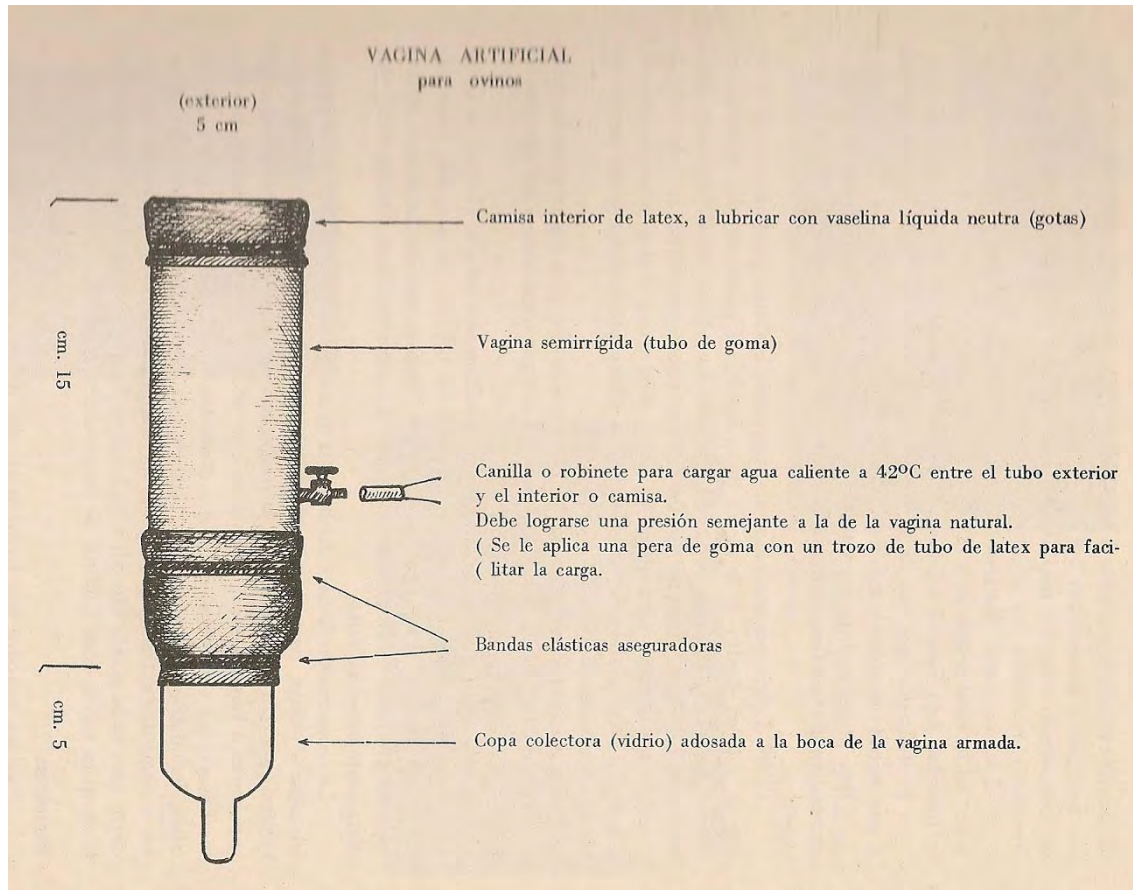 VAGINA ARTIFICIAL
para ovinos
(exterior)
5 cm
Camisa interior de latex, a lubricar con vaselina líquida neutra (gotas)
Vagina semirrígida (tubo de goma)
cm. 15
Canilla o robinete para cargar agua caliente a 42ºC entre el tubo exterior
y el interior o camisa.
Debe lograrse una presión semejante a la de la vagina natural.
( Se le aplica una pera de goma con un trozo de tubo de latex para faci-
( litar la carga.
Bandas elásticas aseguradoras
cm. 5
Copa colectora (vidrio) adosada a la boca de la vagina armada.